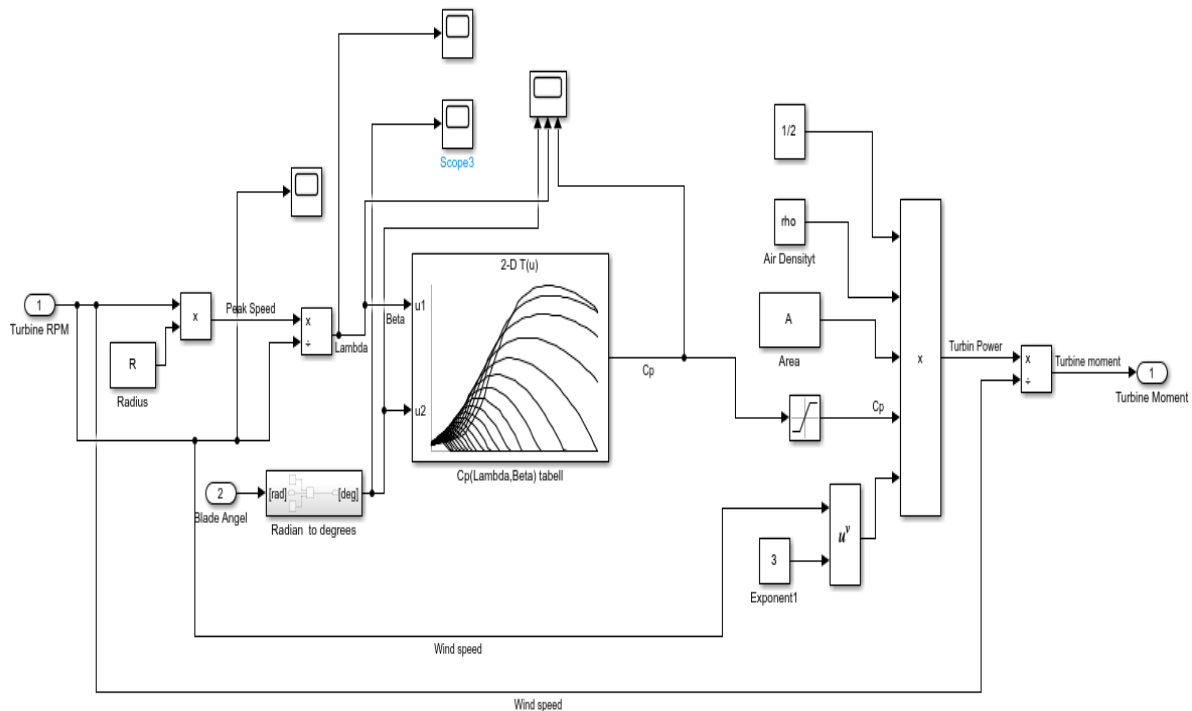 Scope3
1/2
rho
Air Densityt
2-D T(u)
1
Turbine RPM
x
Peak Speed
x
÷
Lambda
R
Radius
u1
Beta
u2
Cp(Lambda,Beta) tabell
Cp
A
Area
Cp
x
Turbin Power
x
÷
Turbine moment
1
Turbine Moment
2
Blade Angel
[rad]
[deg]
Radian to degrees
3
Exponent1
u^v
Wind speed
Wind speed